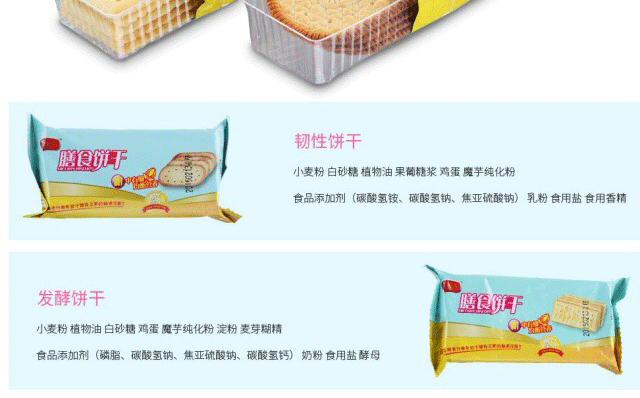 膳食饼干
韧性饼干
小麦粉 白砂糖 植物油 果葡糖浆 鸡蛋 魔芋纯化粉
食品添加剂（碳酸氢铵、碳酸氢钠、焦亚硫酸钠） 乳粉 食用盐 食用香精
发酵饼干
小麦粉 植物油 白砂糖 鸡蛋 魔芋纯化粉 淀粉 麦芽糊精
食品添加剂（磷脂、碳酸氢钠、焦亚硫酸钠、碳酸氢钙） 奶粉 食用盐 酵母
膳食饼干